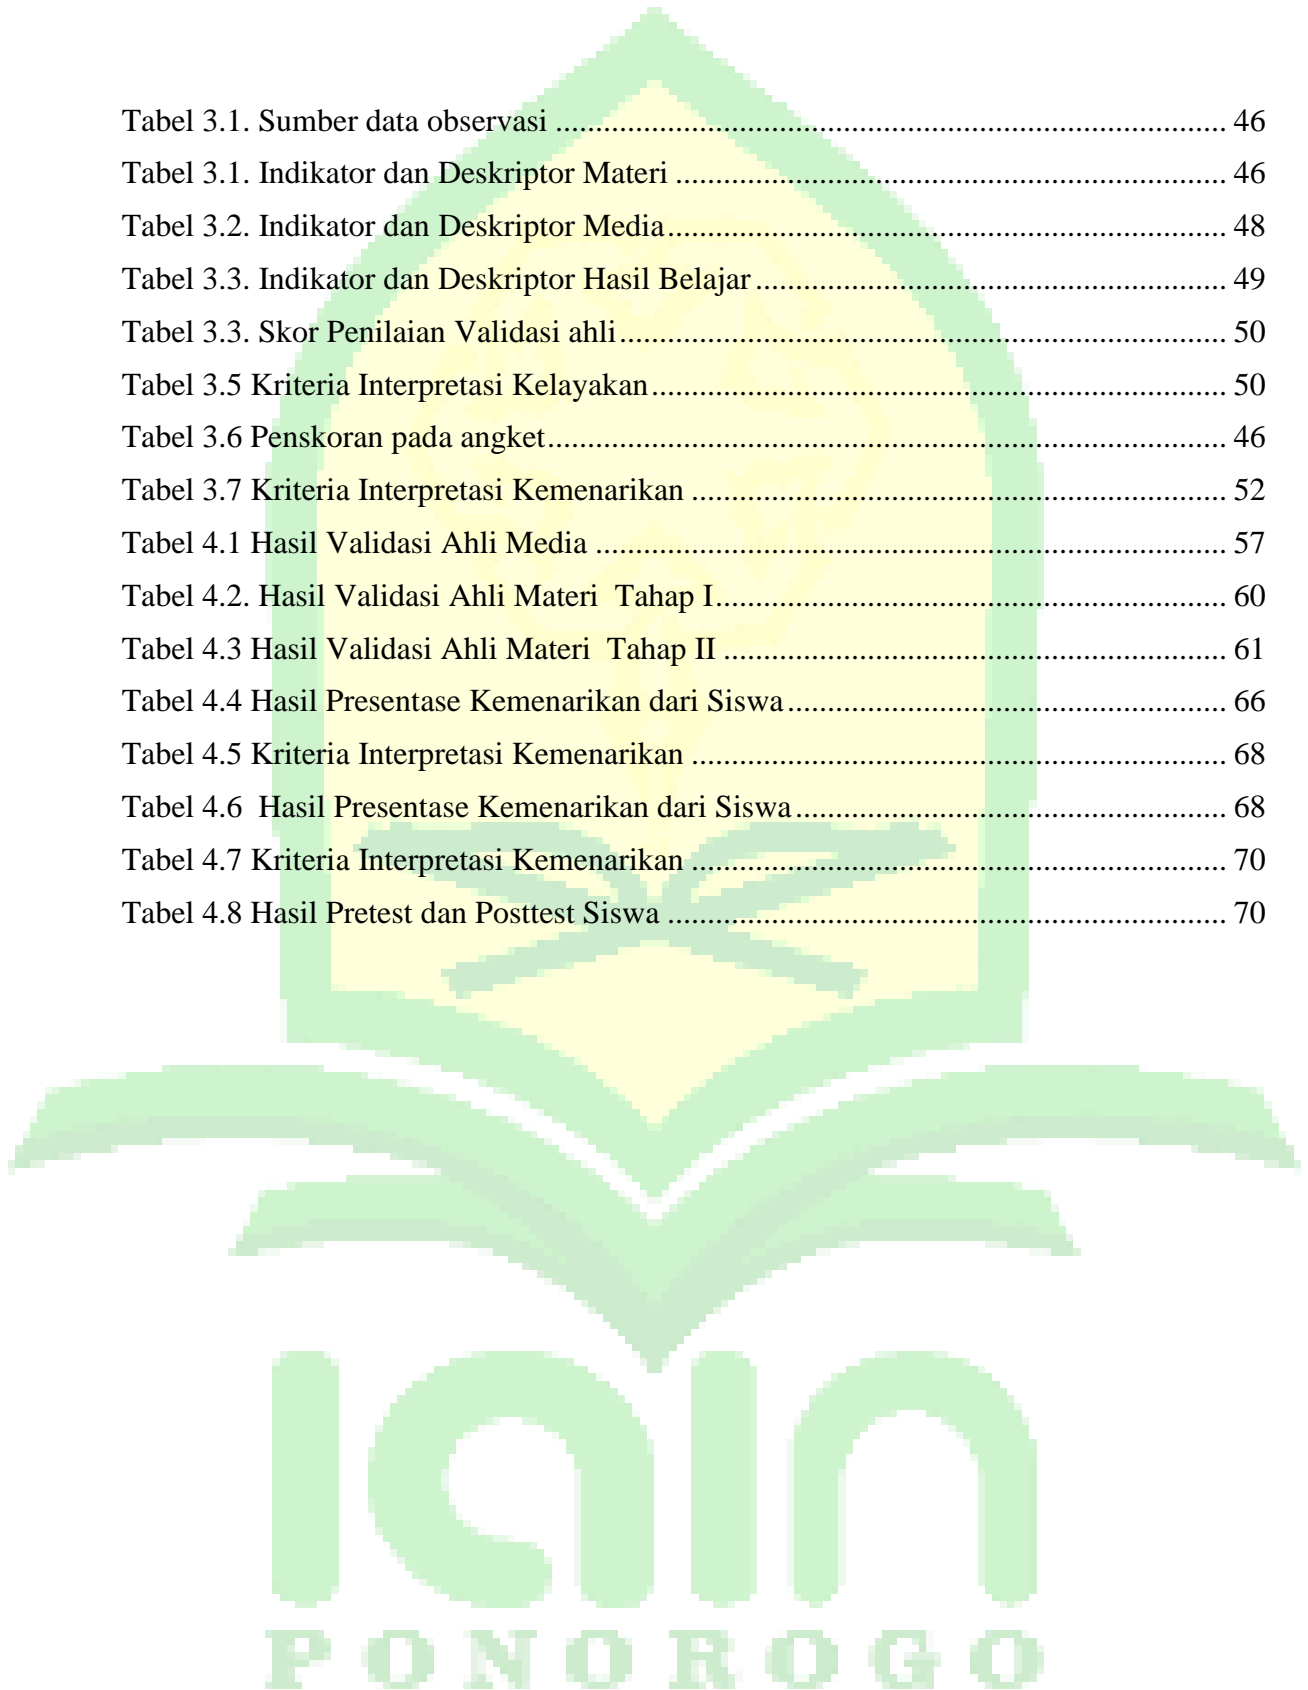 Tabel 3.1. Sumber data observasi ................................................................................... 46
Tabel 3.1. Indikator dan Deskriptor Materi .................................................................... 46
Tabel 3.2. Indikator dan Deskriptor Media ..................................................................... 48
Tabel 3.3. Indikator dan Deskriptor Hasil Belajar .......................................................... 49
Tabel 3.3. Skor Penilaian Validasi ahli ........................................................................... 50
Tabel 3.5 Kriteria Interpretasi Kelayakan ....................................................................... 50
Tabel 3.6 Penskoran pada angket .................................................................................... 46
Tabel 3.7 Kriteria Interpretasi Kemenarikan .................................................................. 52
Tabel 4.1 Hasil Validasi Ahli Media .............................................................................. 57
Tabel 4.2. Hasil Validasi Ahli Materi Tahap I ............................................................... 60
Tabel 4.3 Hasil Validasi Ahli Materi Tahap II .............................................................. 61
Tabel 4.4 Hasil Presentase Kemenarikan dari Siswa ...................................................... 66
Tabel 4.5 Kriteria Interpretasi Kemenarikan .................................................................. 68
Tabel 4.6 Hasil Presentase Kemenarikan dari Siswa ..................................................... 68
Tabel 4.7 Kriteria Interpretasi Kemenarikan .................................................................. 70
Tabel 4.8 Hasil Pretest dan Posttest Siswa ..................................................................... 70
iain
PONOROGO